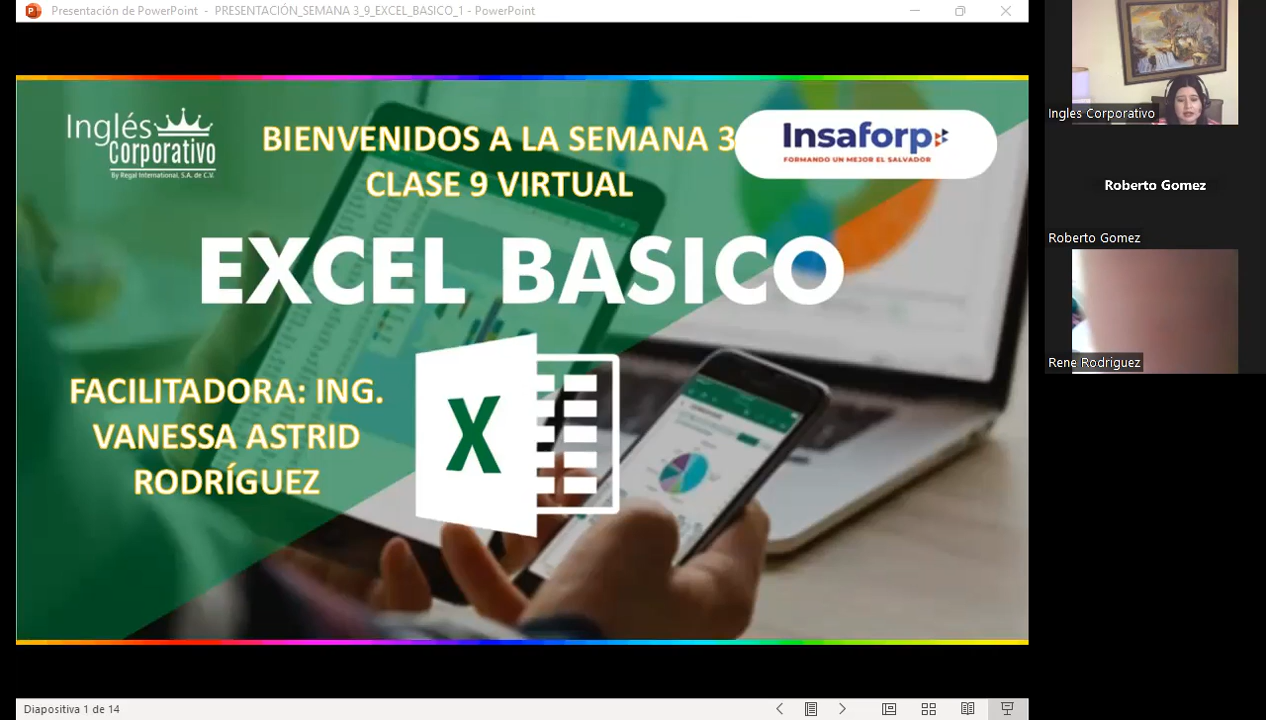 Presentación de PowerPoint - PRESENTACIÓN_SEMANA 3_9_EXCEL_BASICO_1 - PowerPoint
Inglés
Corporativo
By Regal International, S.A. de C.V.
BIENVENIDOS A LA SEMANA 3
CLASE 9 VIRTUAL
Insaforp
FORMANDO UN MEJOR EL SALVADOR
EXCEL BASICO
FACILITADORA: ING.
VANESSA ASTRID
RODRÍGUEZ
X
Ingles Corporativo
Roberto Gomez
Roberto Gomez
Rene Rodriguez
Diapositiva 1 de 14